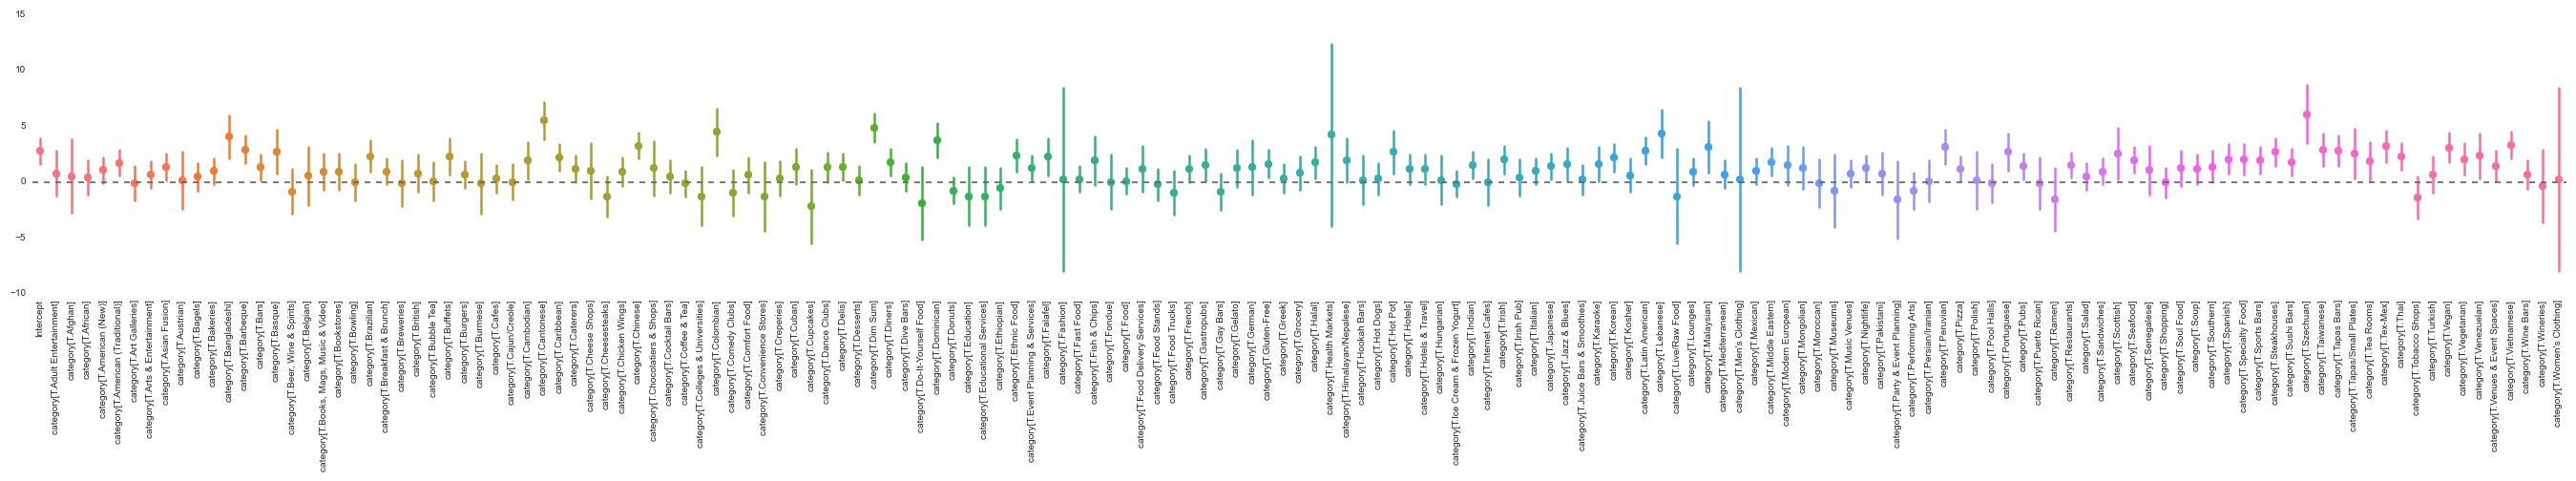 15
10
5
0
−5
−10
Intercept
category[T.Adult Entertainment]
category[T.Afghan]
category[T.African]
category[T.American (New)]
category[T.American (Traditional)]
category[T.Art Galleries]
category[T.Arts & Entertainment]
category[T.Asian Fusion]
category[T.Austrian]
category[T.Bagels]
category[T.Bakeries]
category[T.Bangladeshi]
category[T.Barbeque]
category[T.Bars]
category[T.Basque]
category[T.Beer, Wine & Spirits]
category[T.Belgian]
category[T.Books, Mags, Music & Video]
category[T.Bookstores]
category[T.Bowling]
category[T.Brazilian]
category[T.Breakfast & Brunch]
category[T.Breweries]
category[T.British]
category[T.Bubble Tea]
category[T.Buffets]
category[T.Burgers]
category[T.Burmese]
category[T.Cafes]
category[T.Cajun/Creole]
category[T.Cambodian]
category[T.Cantonese]
category[T.Caribbean]
category[T.Caterers]
category[T.Cheese Shops]
category[T.Cheesesteaks]
category[T.Chicken Wings]
category[T.Chinese]
category[T.Chocolatiers & Shops]
category[T.Cocktail Bars]
category[T.Coffee & Tea]
category[T.Colleges & Universities]
category[T.Colombian]
category[T.Comedy Clubs]
category[T.Comfort Food]
category[T.Convenience Stores]
category[T.Creperies]
category[T.Cuban]
category[T.Cupcakes]
category[T.Dance Clubs]
category[T.Delis]
category[T.Desserts]
category[T.Dim Sum]
category[T.Diners]
category[T.Dive Bars]
category[T.Do-It-Yourself Food]
category[T.Dominican]
category[T.Donuts]
category[T.Education]
category[T.Educational Services]
category[T.Ethiopian]
category[T.Ethnic Food]
category[T.Event Planning & Services]
category[T.Falafel]
category[T.Fashion]
category[T.Fast Food]
category[T.Fish & Chips]
category[T.Fondue]
category[T.Food]
category[T.Food Delivery Services]
category[T.Food Stands]
category[T.Food Trucks]
category[T.French]
category[T.Gastropubs]
category[T.Gay Bars]
category[T.Gelato]
category[T.German]
category[T.Gluten-Free]
category[T.Greek]
category[T.Grocery]
category[T.Halal]
category[T.Health Markets]
category[T.Himalayan/Nepalese]
category[T.Hookah Bars]
category[T.Hot Dogs]
category[T.Hot Pot]
category[T.Hotels]
category[T.Hotels & Travel]
category[T.Hungarian]
category[T.Ice Cream & Frozen Yogurt]
category[T.Indian]
category[T.Internet Cafes]
category[T.Irish]
category[T.Irish Pub]
category[T.Italian]
category[T.Japanese]
category[T.Jazz & Blues]
category[T.Juice Bars & Smoothies]
category[T.Karaoke]
category[T.Korean]
category[T.Kosher]
category[T.Latin American]
category[T.Lebanese]
category[T.Live/Raw Food]
category[T.Lounges]
category[T.Malaysian]
category[T.Mediterranean]
category[T.Men's Clothing]
category[T.Mexican]
category[T.Middle Eastern]
category[T.Modern European]
category[T.Mongolian]
category[T.Moroccan]
category[T.Museums]
category[T.Music Venues]
category[T.Nightlife]
category[T.Pakistani]
category[T.Party & Event Planning]
category[T.Performing Arts]
category[T.Persian/Iranian]
category[T.Peruvian]
category[T.Pizza]
category[T.Polish]
category[T.Pool Halls]
category[T.Portuguese]
category[T.Pubs]
category[T.Puerto Rican]
category[T.Ramen]
category[T.Restaurants]
category[T.Salad]
category[T.Sandwiches]
category[T.Scottish]
category[T.Seafood]
category[T.Senegalese]
category[T.Shopping]
category[T.Soul Food]
category[T.Soup]
category[T.Southern]
category[T.Spanish]
category[T.Specialty Food]
category[T.Sports Bars]
category[T.Steakhouses]
category[T.Sushi Bars]
category[T.Szechuan]
category[T.Taiwanese]
category[T.Tapas Bars]
category[T.Tapas/Small Plates]
category[T.Tea Rooms]
category[T.Tex-Mex]
category[T.Thai]
category[T.Tobacco Shops]
category[T.Turkish]
category[T.Vegan]
category[T.Vegetarian]
category[T.Venezuelan]
category[T.Venues & Event Spaces]
category[T.Vietnamese]
category[T.Wine Bars]
category[T.Wineries]
category[T.Women's Clothing]